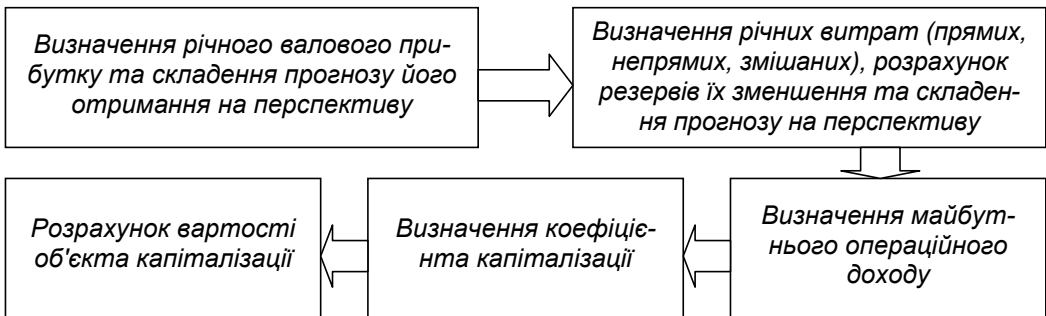 Визначення річного валового при-
бутку та складення прогнозу його
отримання на перспективу
Визначення річних витрат (прямих,
непрямих, змішаних), розрахунок
резервів їх зменшення та складен-
ня прогнозу на перспективу
Визначення майбут-
нього операційного
доходу
Визначення коефіціє-
нта капіталізації
Розрахунок вартості
об'єкта капіталізації